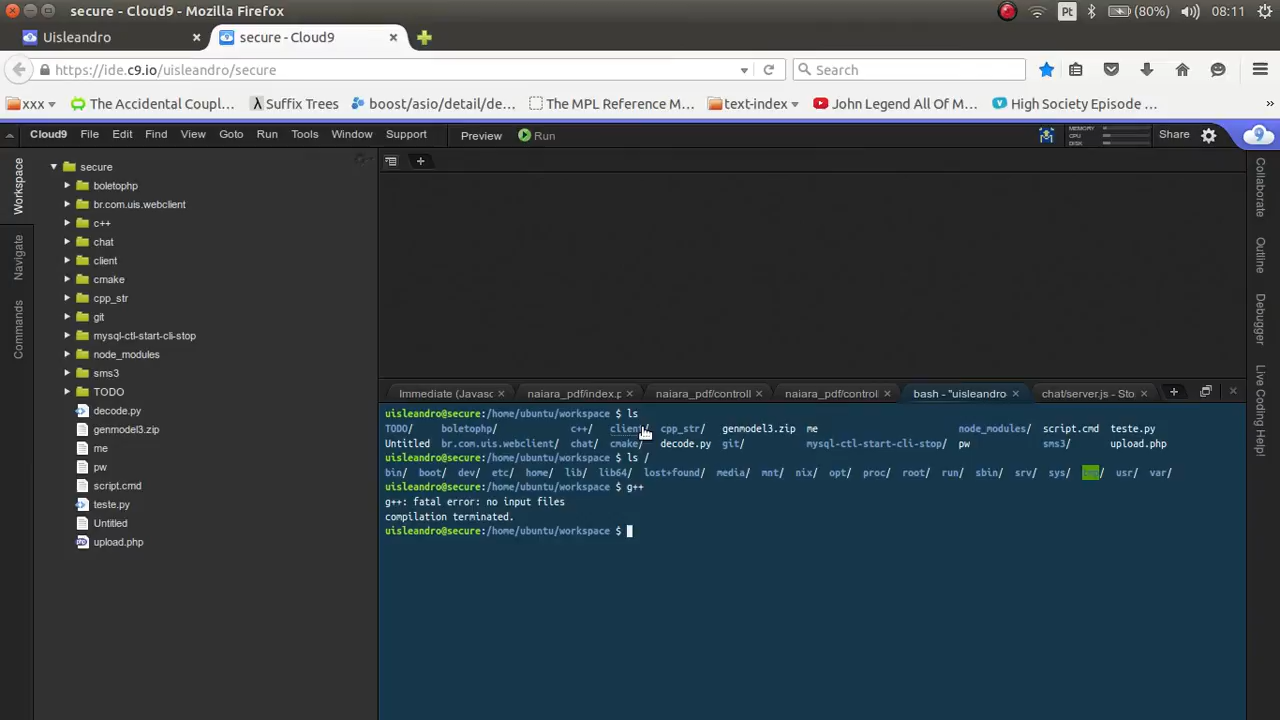 secure - Cloud9 - Mozilla Firefox
Pt
(80%)
08:11
Uisleandro
secure - Cloud9
https://ide.c9.io/uisleandro/secure
Search
xxx
The Accidental Coupl...
λ Suffix Trees
boost/asio/detail/de...
The MPL Reference M...
text-index
John Legend All Of M...
High Society Episode ...
»
Cloud9 File Edit Find View Goto Run Tools Window Support Preview Run
MEMORY
CPU
DISK
Share
9
Workspace
Navigate
Commands
secure
boletophp
br.com.uis.webclient
c++
chat
client
cmake
cpp_str
git
mysql-ctl-start-cli-stop
node_modules
sms3
TODO
decode.py
genmodel3.zip
me
pw
script.cmd
teste.py
Untitled
upload.php
Immediate (Javasc
naiara_pdf/index.p
naiara_pdf/controll
naiara_pdf/controll
bash - "uisleandro
chat/server.js - Sto
uisleandro@secure:/home/ubuntu/workspace $ ls
TODO/ boletophp/ c++/ client/ cpp_str/ genmodel3.zip me node_modules/ script.cmd teste.py
Untitled br.com.uis.webclient/ chat/ cmake/ decode.py git/ mysql-ctl-start-cli-stop/ pw sms3/ upload.php
uisleandro@secure:/home/ubuntu/workspace $ ls /
bin/ boot/ dev/ etc/ home/ lib/ lib64/ lost+found/ media/ mnt/ nix/ opt/ proc/ root/ run/ sbin/ srv/ sys/ / usr/ var/
uisleandro@secure:/home/ubuntu/workspace $ g++
g++: fatal error: no input files
compilation terminated.
uisleandro@secure:/home/ubuntu/workspace $
Collaborate
Outline
Debugger
Live Coding Help